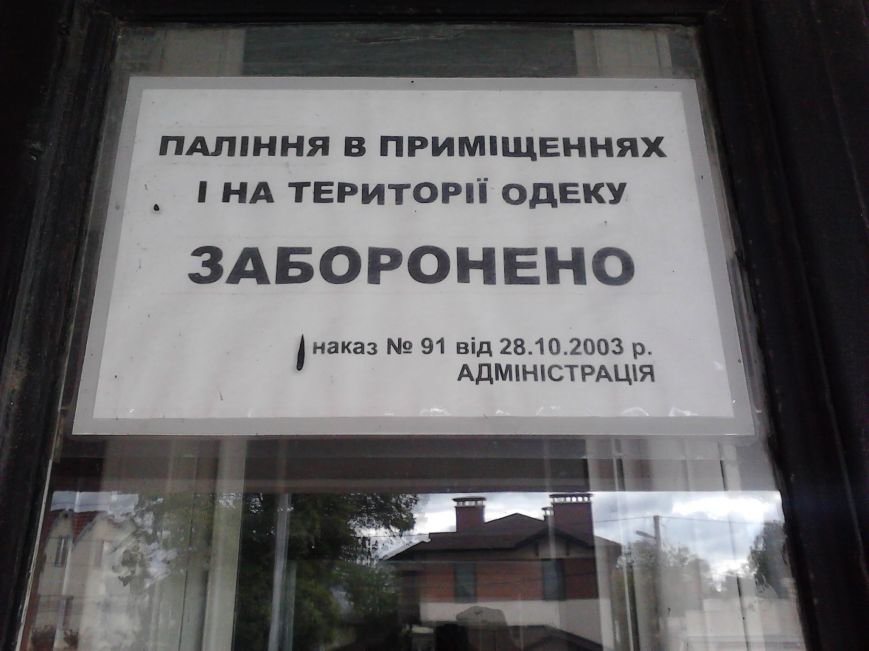 ПАЛІННЯ В ПРИМІЩЕННЯХ
І НА ТЕРИТОРІЇ ОДЕКУ
ЗАБОРОНЕНО
наказ № 91 від 28.10.2003 р.
АДМІНІСТРАЦІЯ